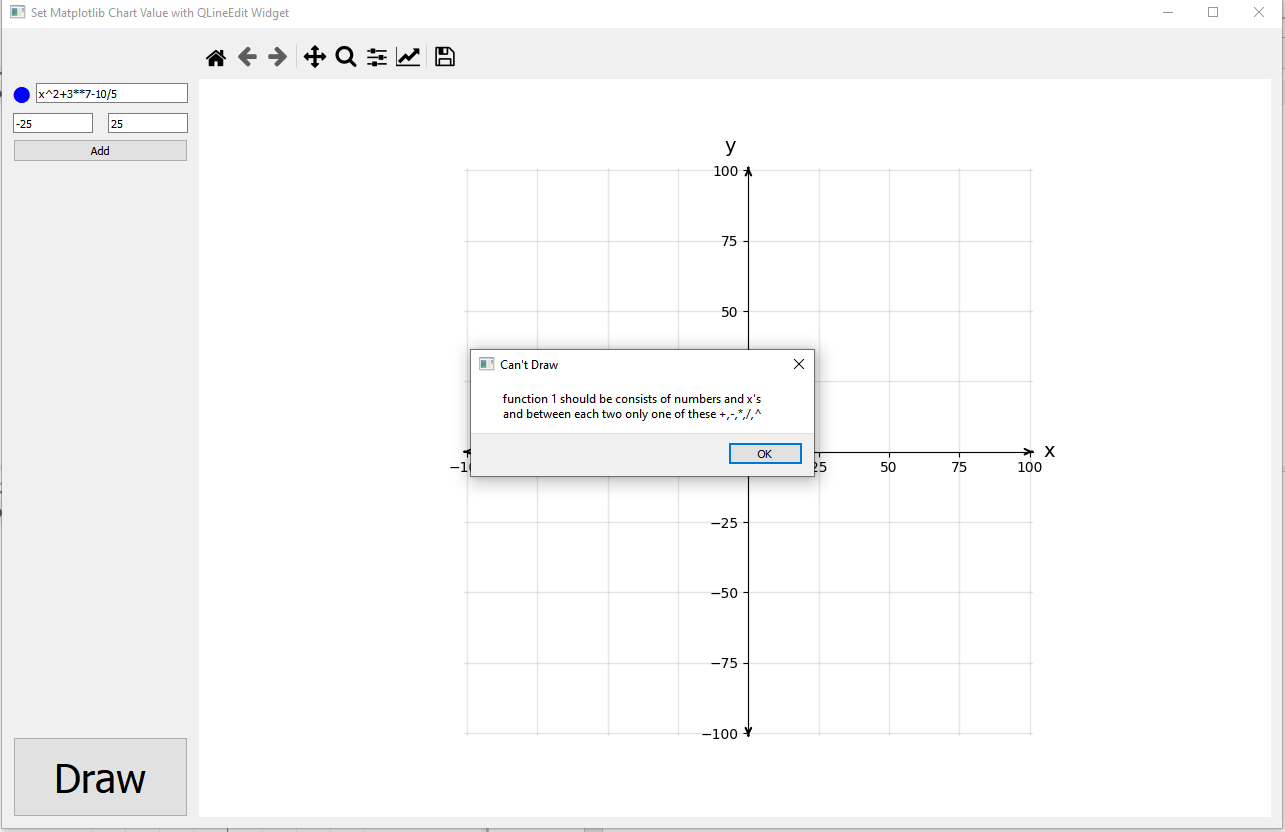 Set Matplotlib Chart Value with QLineEdit Widget
x^2+3**7-10/5
-25 25
Add
y
100
75
50
Can't Draw
function 1 should be consists of numbers and x's
and between each two only one of these +,-,*,/,^
OK
x
50 75 100
−25
−50
−75
−100
Draw